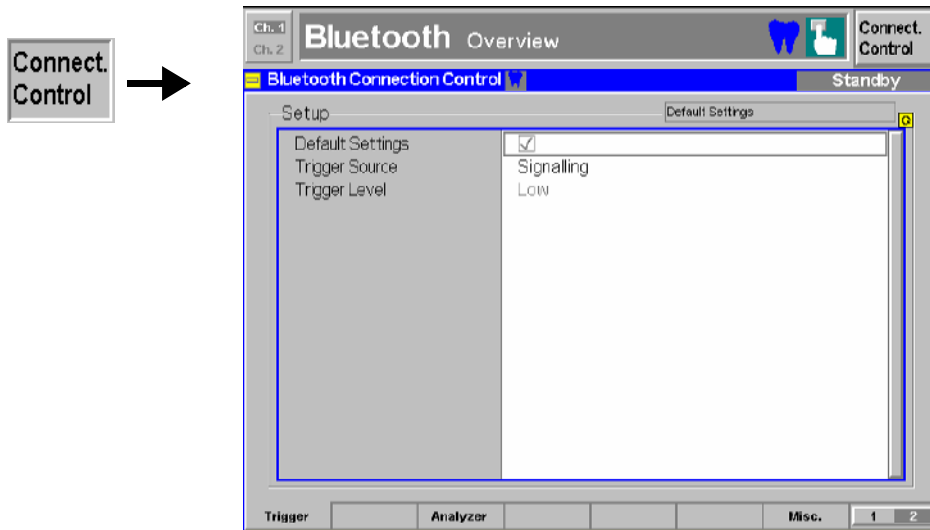 Connect.
Control
Ch. 1
Ch. 2
Bluetooth Overview
Connect.
Control
Bluetooth Connection Control
Standby
Setup
Default Settings
Default Settings
Trigger Source Signalling
Trigger Level Low
Trigger Analyzer Misc. 1 2